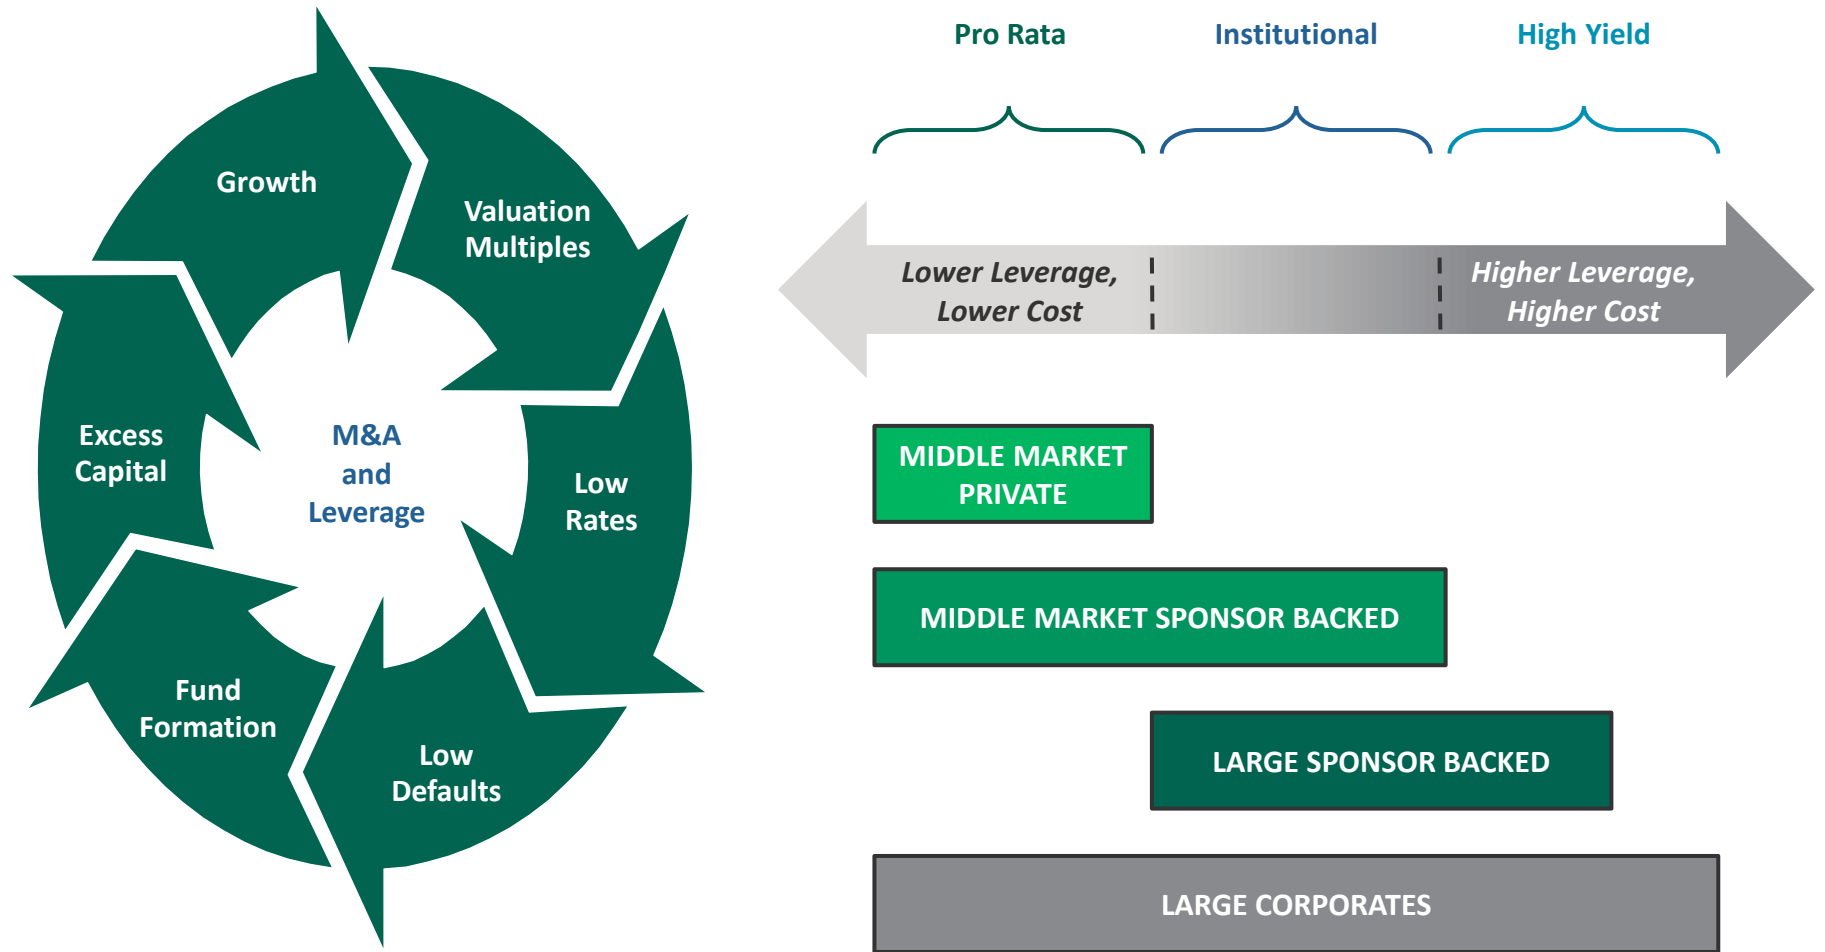 Growth
Valuation
Multiples
Low
Rates
Low
Defaults
Fund
Formation
Excess
Capital
M&A
and
Leverage
Pro Rata
Institutional
High Yield
Lower Leverage,
Lower Cost
Higher Leverage,
Higher Cost
MIDDLE MARKET
PRIVATE
MIDDLE MARKET SPONSOR BACKED
LARGE SPONSOR BACKED
LARGE CORPORATES